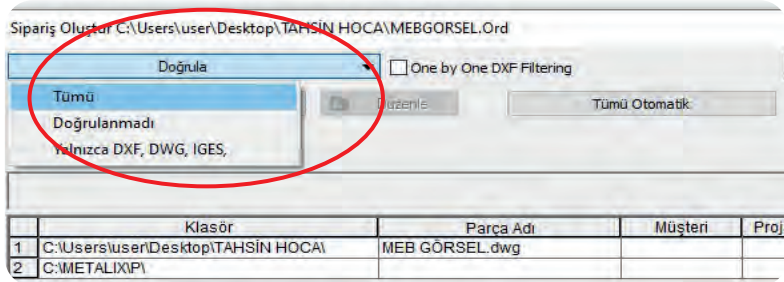 Sipariş Oluştur C:\Users\user\Desktop\TAHSİN HOCA\MEBGORSEL.Ord
Doğrula One by One DXF Filtering
Tümü
Düzenle Tümü Otomatik
Doğrulanmadı
Yalnızca DXF, DWG, IGES,
Klasör Parça Adı Müşteri Proj
1 C:\Users\user\Desktop\TAHSİN HOCA\ MEB GÖRSEL.dwg
2 C:\METALIX\P\